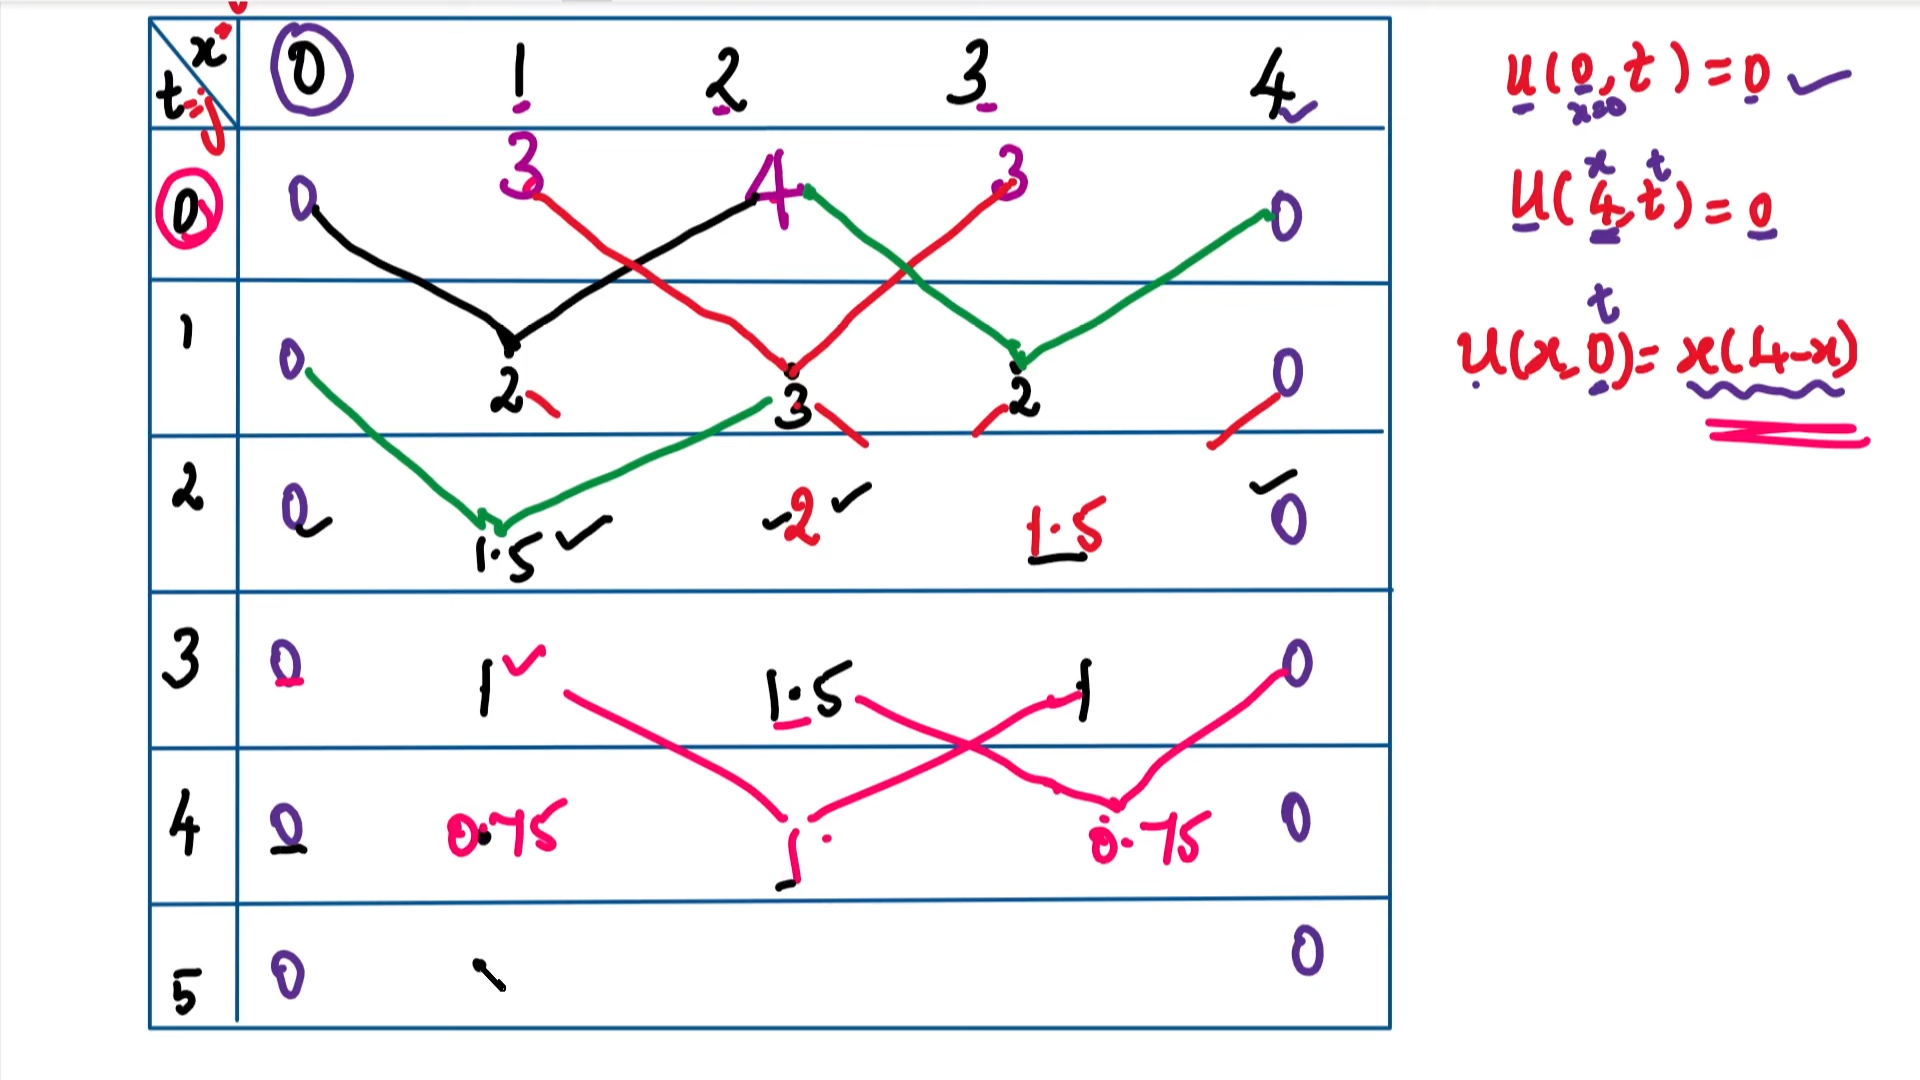 x 0 1 2 3 4
t = j
0 0 3 4 3 0
1 0 2 3 2 0
2 0 1.5 2 1.5 0
3 0 1 1.5 1 0
4 0 0.75 1. 0.75 0
5 0 0
u(0,t) = 0
x=0
x t
u(4,t) = 0
t
u(x,0) = x(4-x)